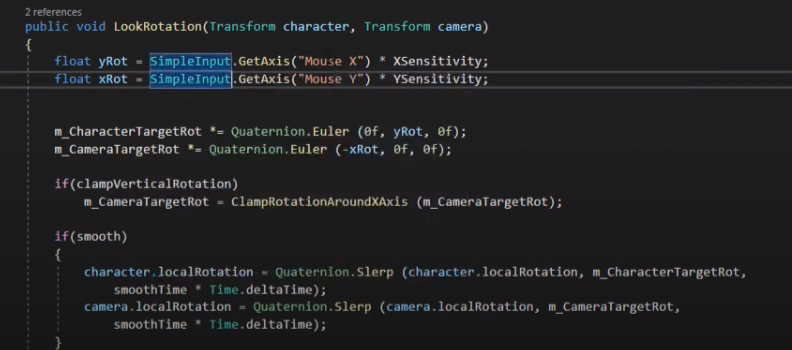 2 references
public void LookRotation(Transform character, Transform camera)
{
float yRot = SimpleInput.GetAxis("Mouse X") * XSensitivity;
float xRot = SimpleInput.GetAxis("Mouse Y") * YSensitivity;
m_CharacterTargetRot *= Quaternion.Euler (0f, yRot, 0f);
m_CameraTargetRot *= Quaternion.Euler (-xRot, 0f, 0f);
if(clampVerticalRotation)
m_CameraTargetRot = ClampRotationAroundXAxis (m_CameraTargetRot);
if(smooth)
{
character.localRotation = Quaternion.Slerp (character.localRotation, m_CharacterTargetRot,
smoothTime * Time.deltaTime);
camera.localRotation = Quaternion.Slerp (camera.localRotation, m_CameraTargetRot,
smoothTime * Time.deltaTime);
}